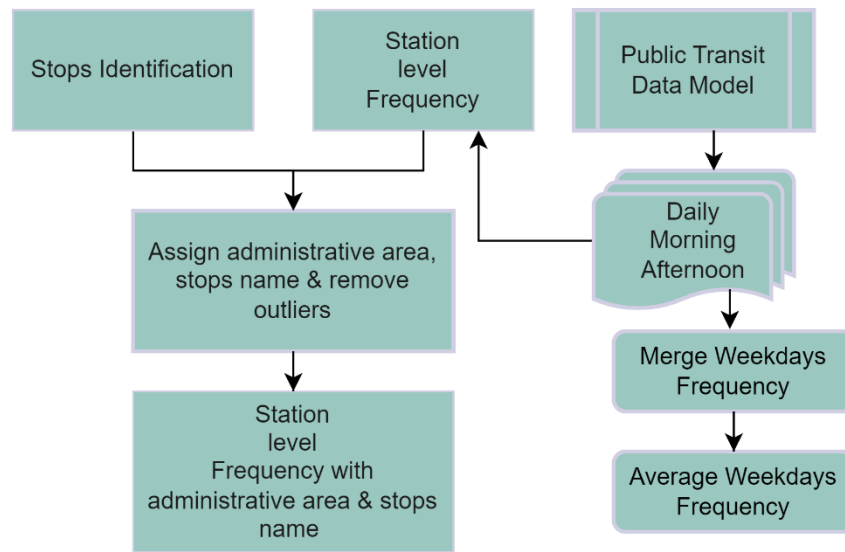 Stops Identification
Station
level
Frequency
Public Transit
Data Model
Daily
Morning
Afternoon
Assign administrative area,
stops name & remove
outliers
Merge Weekdays
Frequency
Station
level
Frequency with
administrative area & stops
name
Average Weekdays
Frequency